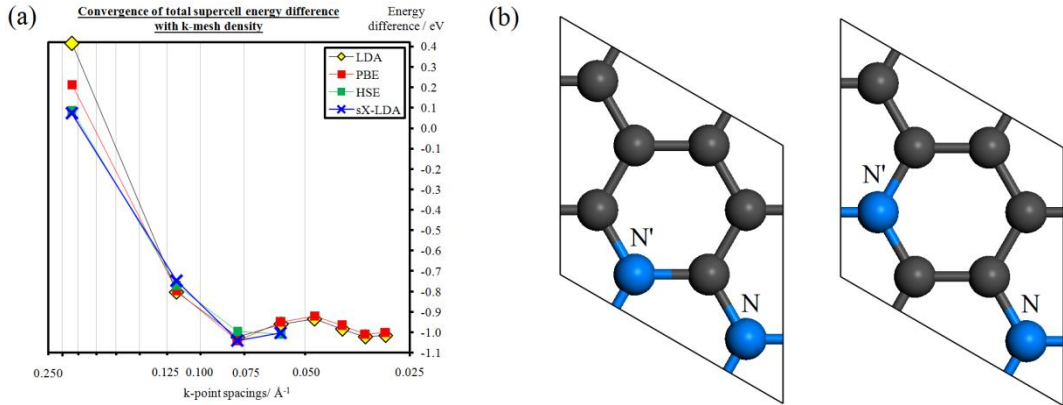 (a)
Convergence of total supercell energy difference
with k-mesh density
Energy
difference / eV
LDA
PBE
HSE
sX-LDA
0.4
0.3
0.2
0.1
0.0
-0.1
-0.2
-0.3
-0.4
-0.5
-0.6
-0.7
-0.8
-0.9
-1.0
-1.1
0.250
0.125
0.100
0.075
0.050
0.025
k-point spacings/ Å-1
(b)
N'
N
N'
N